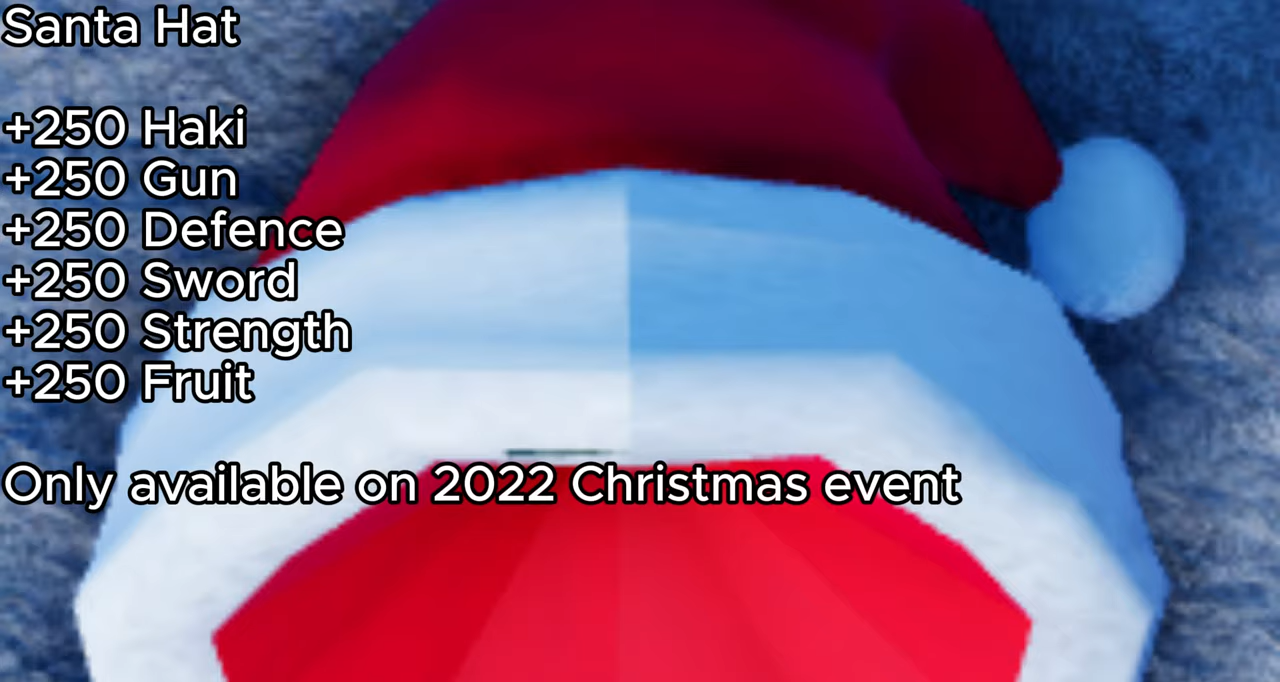 Santa Hat
+250 Haki
+250 Gun
+250 Defence
+250 Sword
+250 Strength
+250 Fruit
Only available on 2022 Christmas event